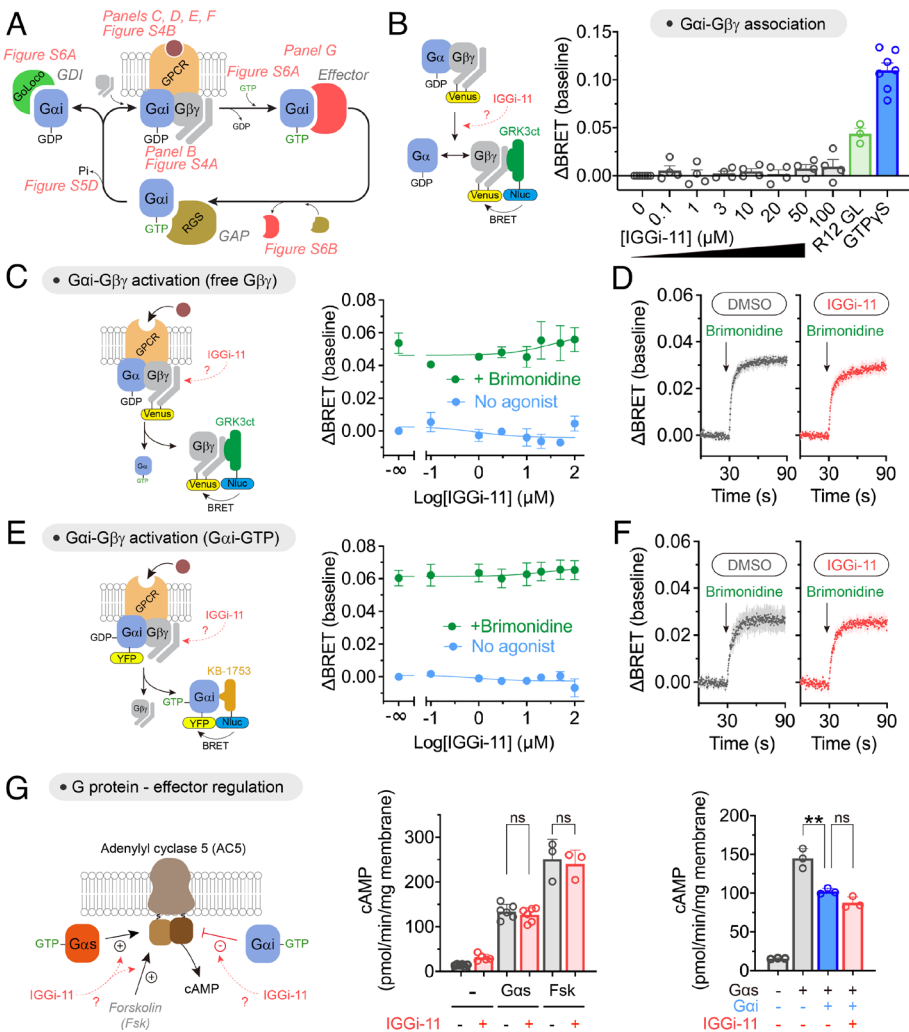 A
Panels C, D, E, F
Figure S4B
Figure S6A
GoLoco
GDI
Gαi
GDP
GPCR
Gαi
Gβγ
GDP
Panel B
Figure S4A
Figure S6A
GTP
GDP
Panel G
Effector
Gαi
GTP
Pi
Figure S5D
Gαi
GTP
RGS
GAP
Figure S6B
B
Gα
Gβγ
GDP
Venus
IGGi-11
?
GRK3ct
Gα
Gβγ
GDP
Venus
Nluc
BRET
• Gαi-Gβγ association
ΔBRET (baseline)
0.15
0.10
0.05
0.00
0
0.1
1
3
10
20
50
100
R12 GL
GTPγS
[IGGi-11] (μM)
C
• Gαi-Gβγ activation (free Gβγ)
GPCR
IGGi-11
?
Gα
Gβγ
GDP
Venus
GRK3ct
Gβγ
Gα
GTP
Venus
Nluc
BRET
ΔBRET (baseline)
0.08
0.06
0.04
0.02
0.00
+ Brimonidine
No agonist
-∞ -1 0 1 2
Log[IGGi-11] (μM)
D
ΔBRET (baseline)
0.06
0.04
0.02
0.00
DMSO
IGGi-11
Brimonidine
Brimonidine
30 90
30 90
Time (s)
Time (s)
E
• Gαi-Gβγ activation (Gαi-GTP)
GPCR
IGGi-11
?
GDP
Gαi
Gβγ
YFP
KB-1753
Gβγ
GTP
Gαi
YFP
Nluc
BRET
ΔBRET (baseline)
0.08
0.06
0.04
0.02
0.00
+Brimonidine
No agonist
-∞ -1 0 1 2
Log[IGGi-11] (μM)
F
ΔBRET (baseline)
0.06
0.04
0.02
0.00
DMSO
IGGi-11
Brimonidine
Brimonidine
30 90
30 90
Time (s)
Time (s)
G
• G protein - effector regulation
Adenylyl cyclase 5 (AC5)
GTP
Gαs
+
-
Gαi
GTP
IGGi-11
?
+
cAMP
?
IGGi-11
Forskolin
(Fsk)
cAMP
(pmol/min/mg membrane)
300
200
100
0
ns
ns
- Gαs Fsk
IGGi-11 - + - + - +
cAMP
(pmol/min/mg membrane)
200
150
100
50
0
**
ns
Gαs - + + +
Gαi - - + +
IGGi-11 - - - +